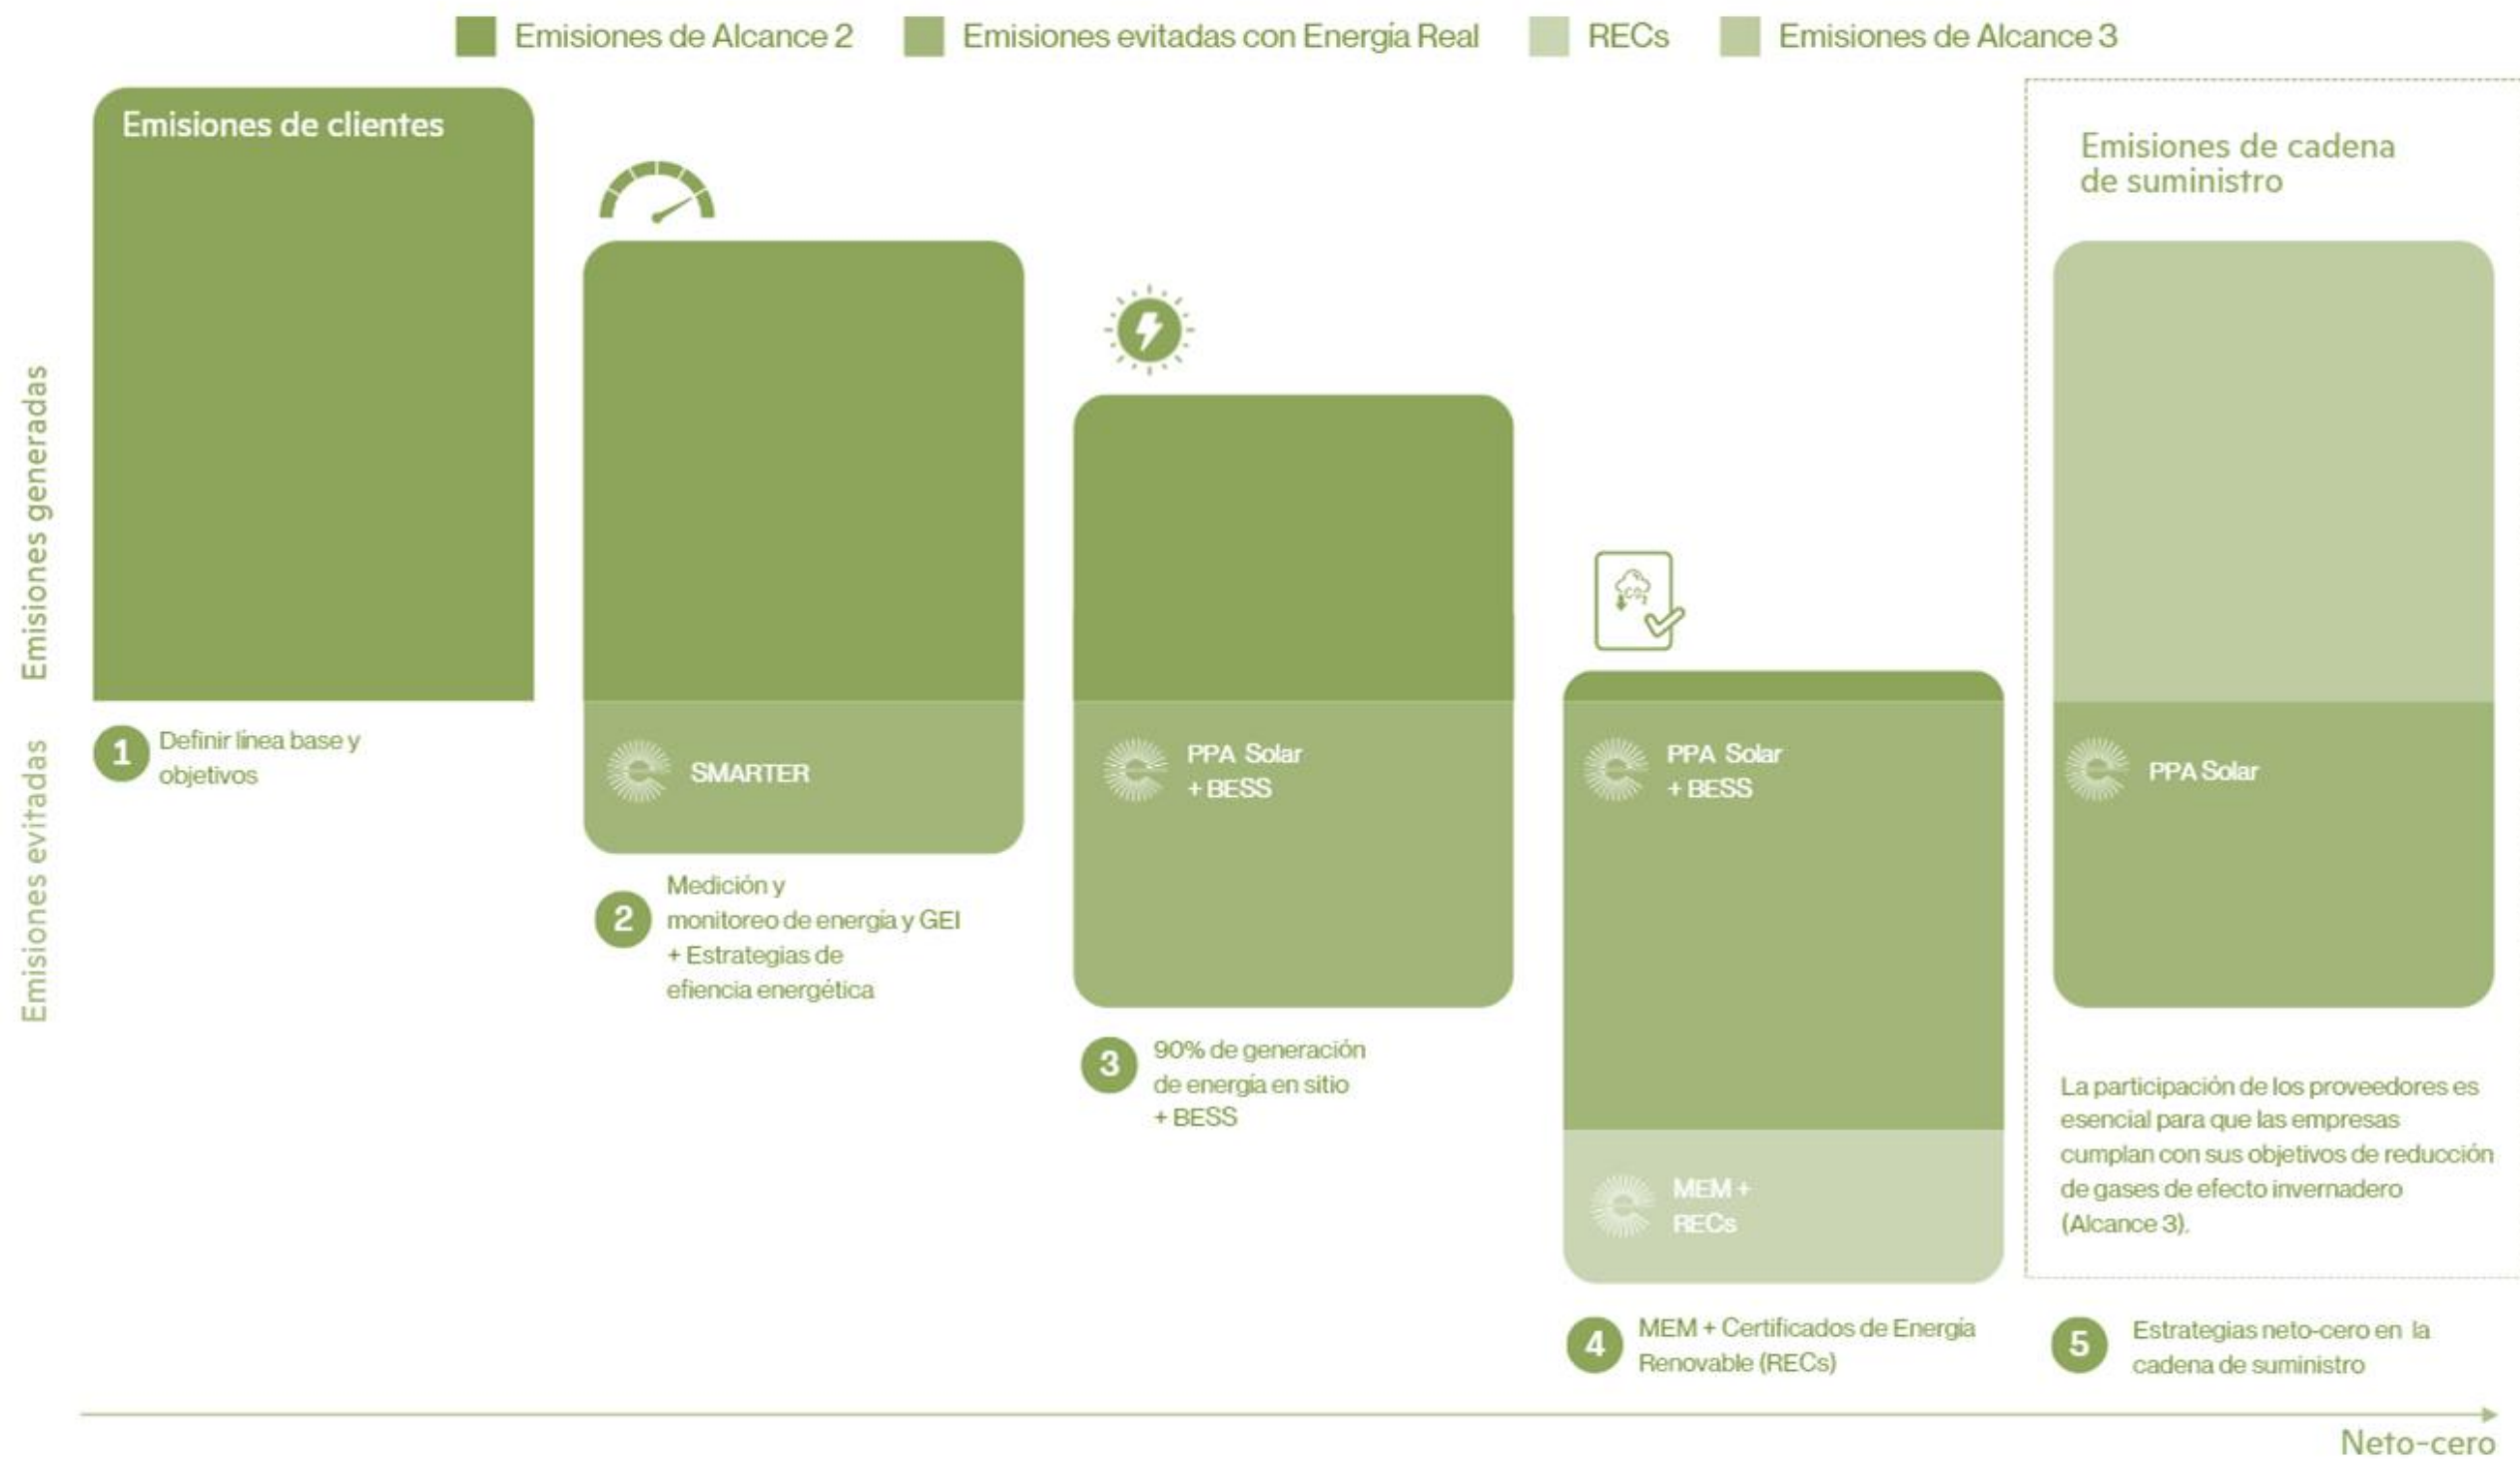 Emisiones de Alcance 2
Emisiones evitadas con Energía Real
RECs
Emisiones de Alcance 3
Emisiones generadas
Emisiones evitadas
Emisiones de clientes
1
Definir línea base y
objetivos
SMARTER
2
Medición y
monitoreo de energía y GEI
+ Estrategias de
efiencia energética
PPA Solar
+ BESS
3
90% de generación
de energía en sitio
+ BESS
CO2
PPA Solar
+ BESS
MEM +
RECs
4
MEM + Certificados de Energía
Renovable (RECs)
Emisiones de cadena
de suministro
PPA Solar
La participación de los proveedores es
esencial para que las empresas
cumplan con sus objetivos de reducción
de gases de efecto invernadero
(Alcance 3).
5
Estrategias neto-cero en la
cadena de suministro
Neto-cero